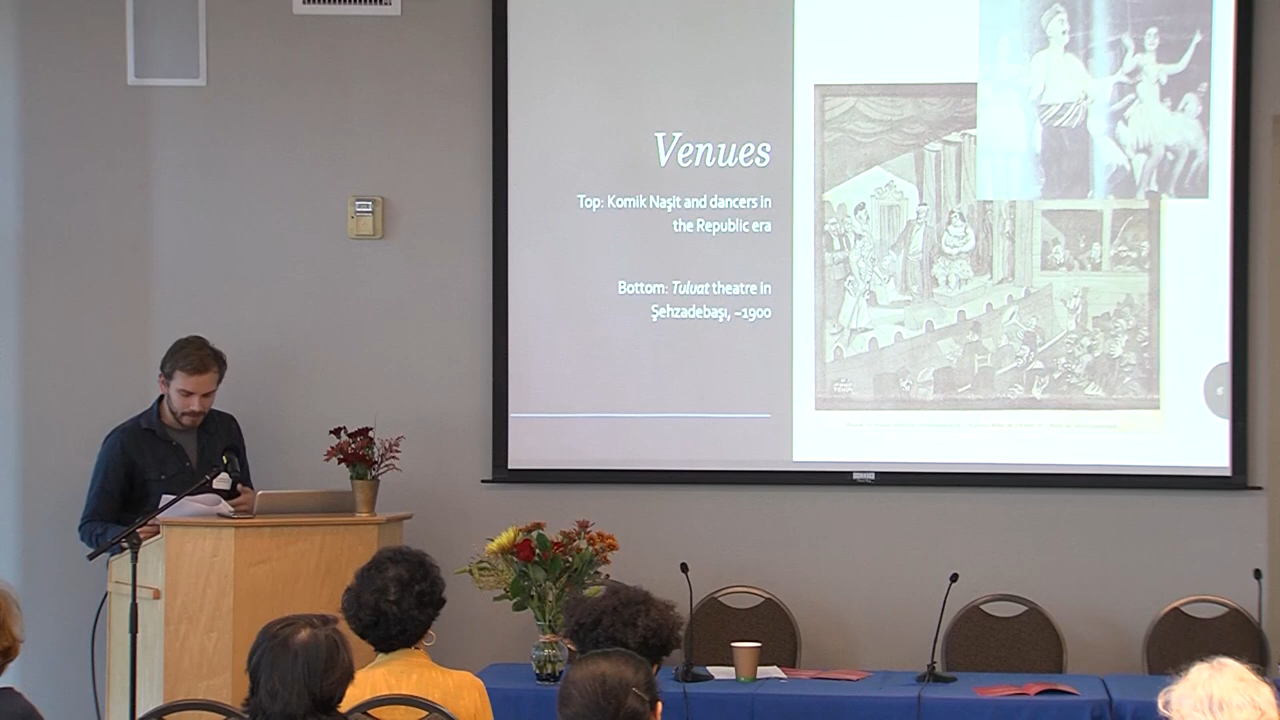 Venues
Top: Komik Naşit and dancers in
the Republic era
Bottom: Tuluat theatre in
Şehzadebaşı, ~1900